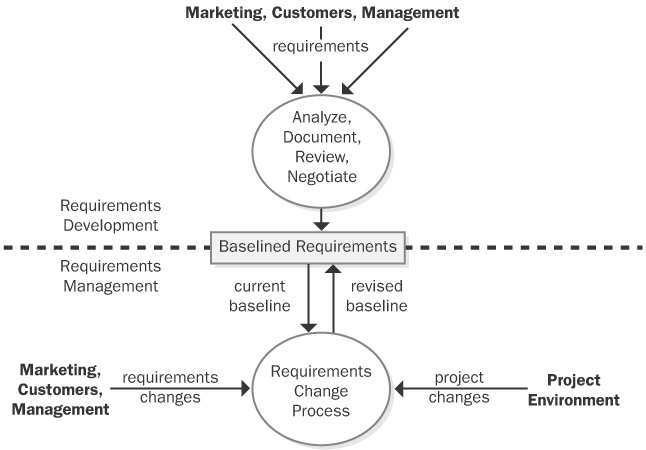 Marketing, Customers, Management
requirements
Analyze,
Document,
Review,
Negotiate
Requirements
Development
Baselined Requirements
Requirements
Management
current
baseline
revised
baseline
Marketing,
Customers,
Management
requirements
changes
Requirements
Change
Process
project
changes
Project
Environment